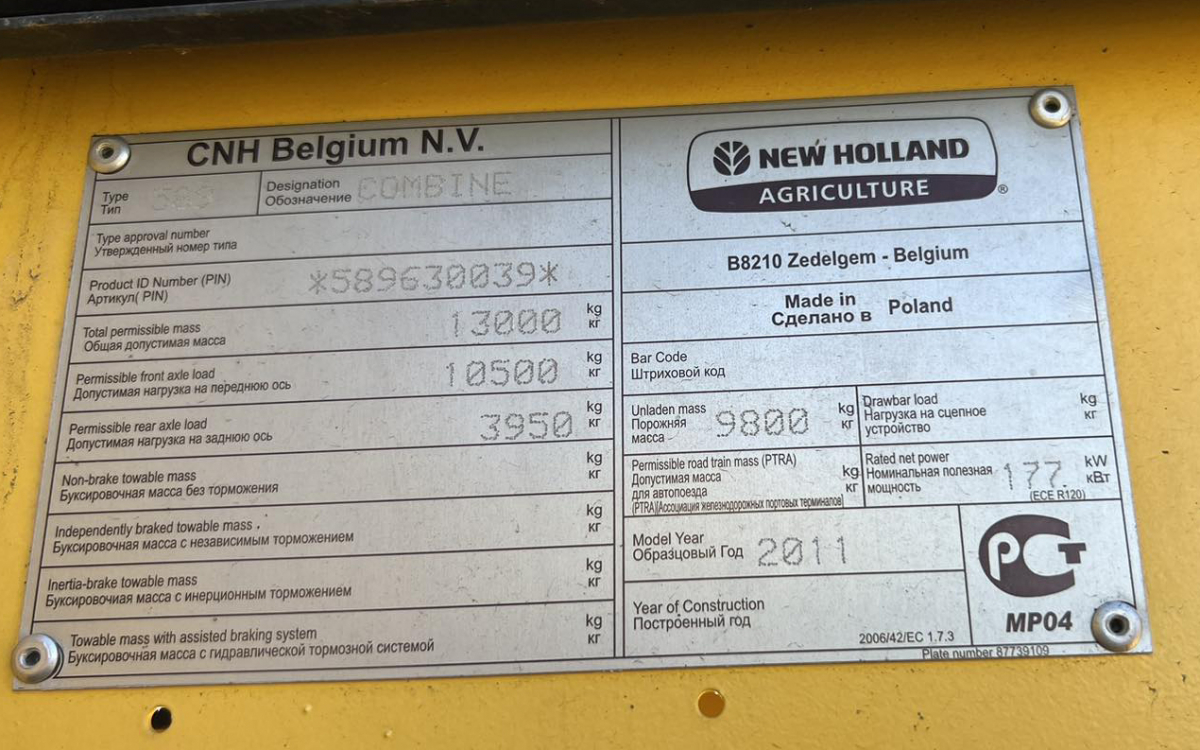 CNH Belgium N.V.
Type
Тип
Designation
Обозначение
COMBINE
Type approval number
Утвержденный номер типа
Product ID Number (PIN)
Артикул( PIN)
*589630039*
Total permissible mass
Общая допустимая масса
13000
kg
кг
Permissible front axle load
Допустимая нагрузка на переднюю ось
10500
kg
кг
Permissible rear axle load
Допустимая нагрузка на заднюю ось
3950
kg
кг
Non-brake towable mass
Буксировочная масса без торможения
kg
кг
Independently braked towable mass
Буксировочная масса с независимым торможением
kg
кг
Inertia-brake towable mass
Буксировочная масса с инерционным торможением
kg
кг
Towable mass with assisted braking system
Буксировочная масса с гидравлической тормозной системой
kg
кг
NEW HOLLAND
AGRICULTURE
®
B8210 Zedelgem - Belgium
Made in
Сделано в
Poland
Bar Code
Штриховой код
Unladen mass
Порожняя
масса
9800
kg
кг
Drawbar load
Нагрузка на сцепное
устройство
kg
кг
Permissible road train mass (PTRA)
Допустимая масса
для автопоезда
(PTRA)(Ассоциация железнодорожных портовых терминалов)
kg
кг
Rated net power
Номинальная полезная
мощность
177.
kW
кВт
(ECE R120)
Model Year
Образцовый Год
2011
Year of Construction
Построенный год
2006/42/EC 1.7.3
РСТ
МР04
Plate number 87739109